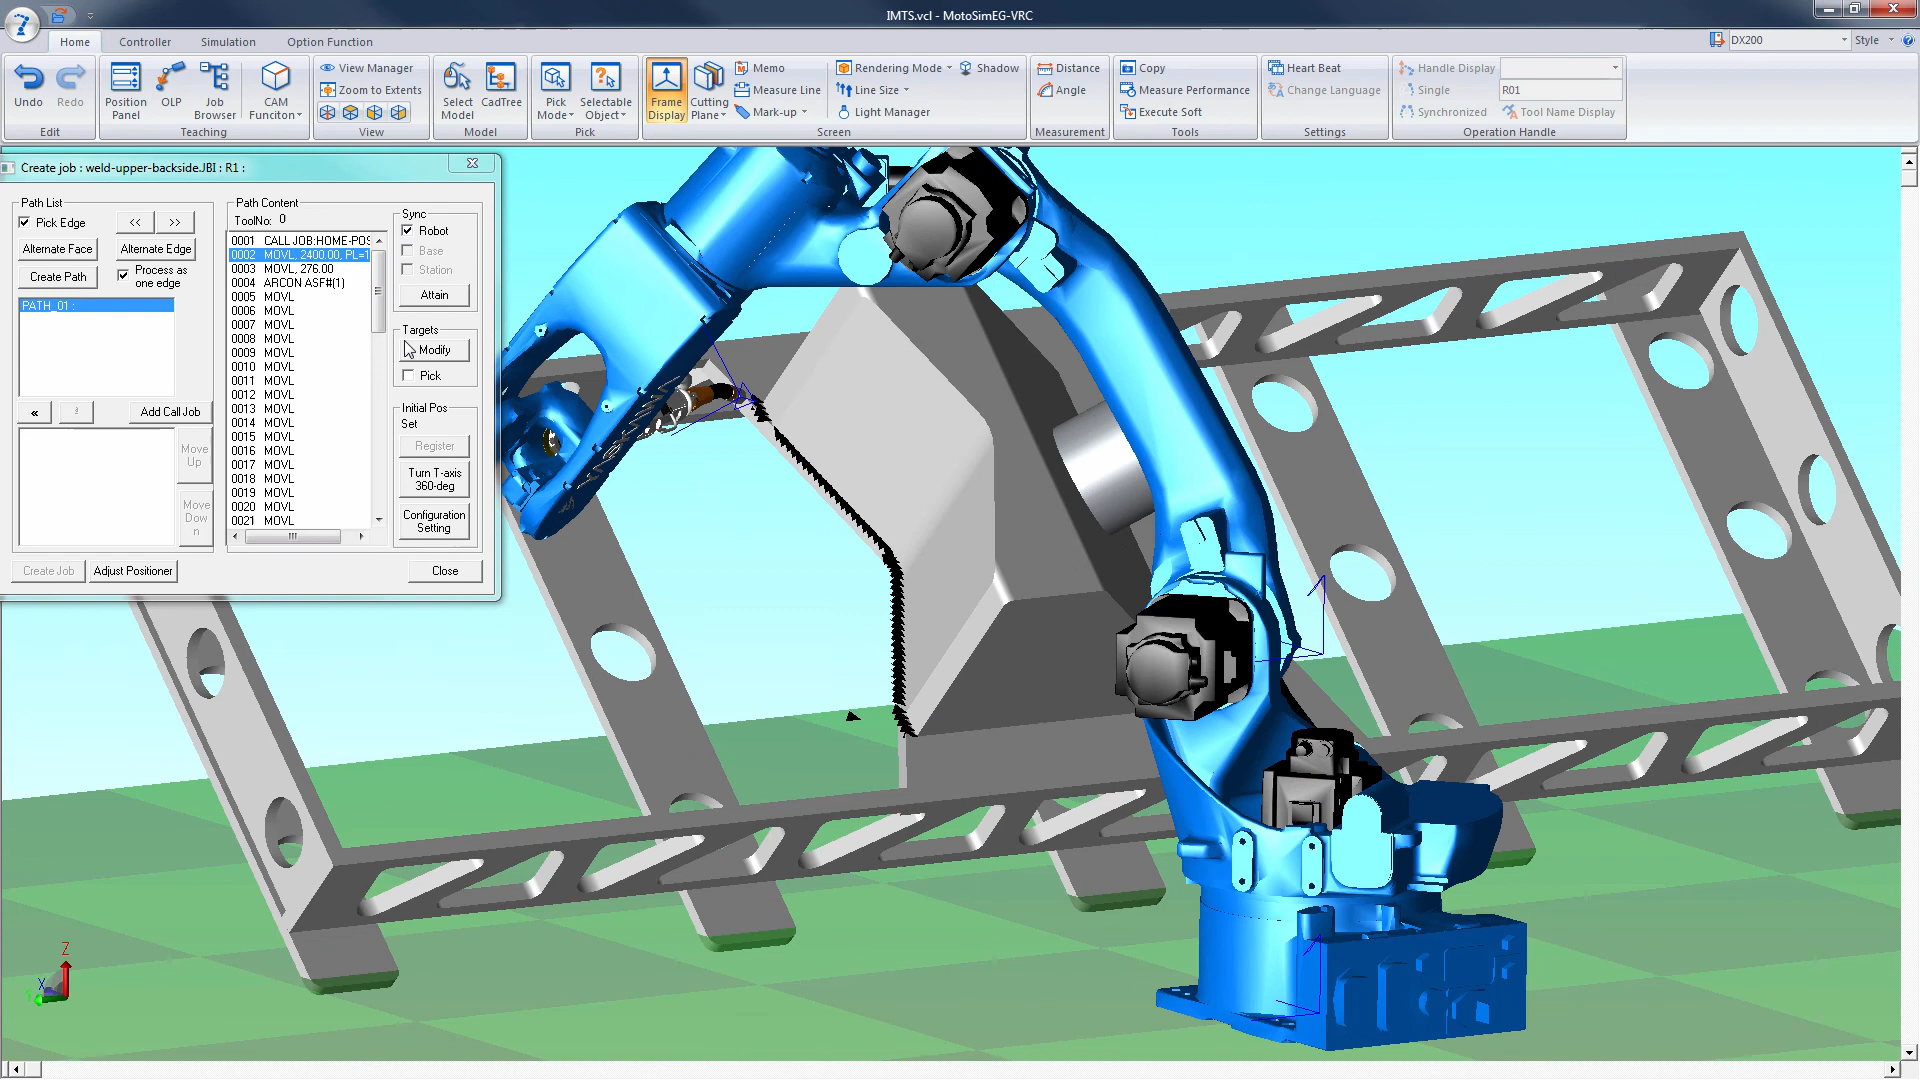 IMTS.vcl - MotoSimEG-VRC
Home Controller Simulation Option Function
DX200 Style
Undo Redo
Edit
Position Panel OLP Job Browser CAM Funciton
Teaching
View Manager
Zoom to Extents
View
Select Model CadTree
Model
Pick Mode Selectable Object
Pick
Frame Display Cutting Plane
Memo
Measure Line
Mark-up
Rendering Mode Shadow
Line Size
Light Manager
Screen
Distance
Angle
Measurement
Copy
Measure Performance
Execute Soft
Tools
Heart Beat
Change Language
Settings
Handle Display
Single R01
Synchronized Tool Name Display
Operation Handle
Create job : weld-upper-backside.JBI : R1 :
Path List
Pick Edge << >>
Alternate Face Alternate Edge
Create Path Process as one edge
PATH_01 :
« Add Call Job
Move Up
Move Down
Create Job Adjust Positioner
Path Content
ToolNo: 0
0001 CALL JOB:HOME-POS
0002 MOVL, 2400.00, PL=1
0003 MOVL, 276.00
0004 ARCON ASF#(1)
0005 MOVL
0006 MOVL
0007 MOVL
0008 MOVL
0009 MOVL
0010 MOVL
0011 MOVL
0012 MOVL
0013 MOVL
0014 MOVL
0015 MOVL
0016 MOVL
0017 MOVL
0018 MOVL
0019 MOVL
0020 MOVL
0021 MOVL
Sync
Robot
Base
Station
Attain
Targets
Modify
Pick
Initial Pos Set
Register
Turn T-axis 360-deg
Configuration Setting
Close
Z
X